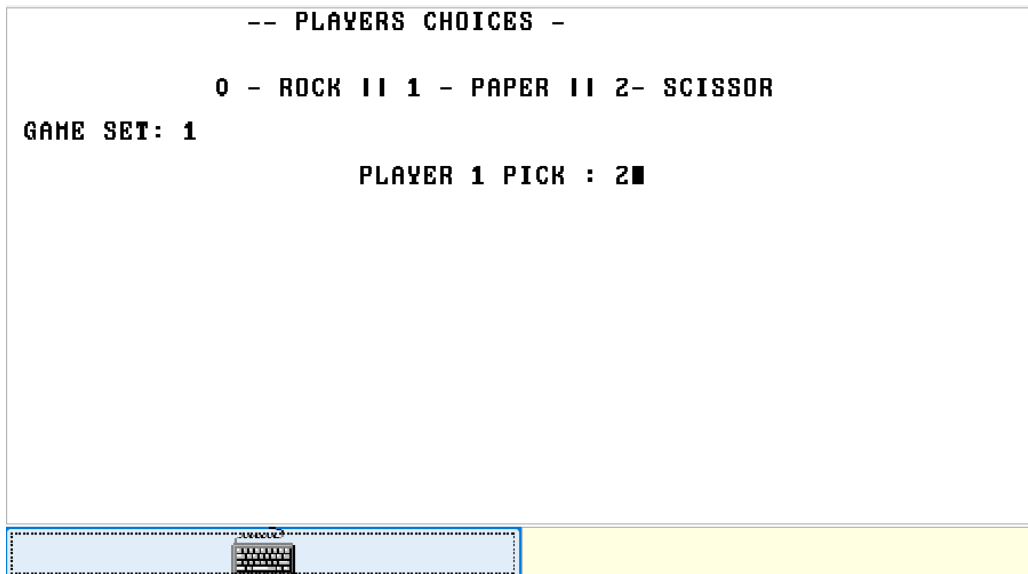 -- PLAYERS CHOICES -
0 - ROCK || 1 - PAPER || 2- SCISSOR
GAME SET: 1
PLAYER 1 PICK : 2